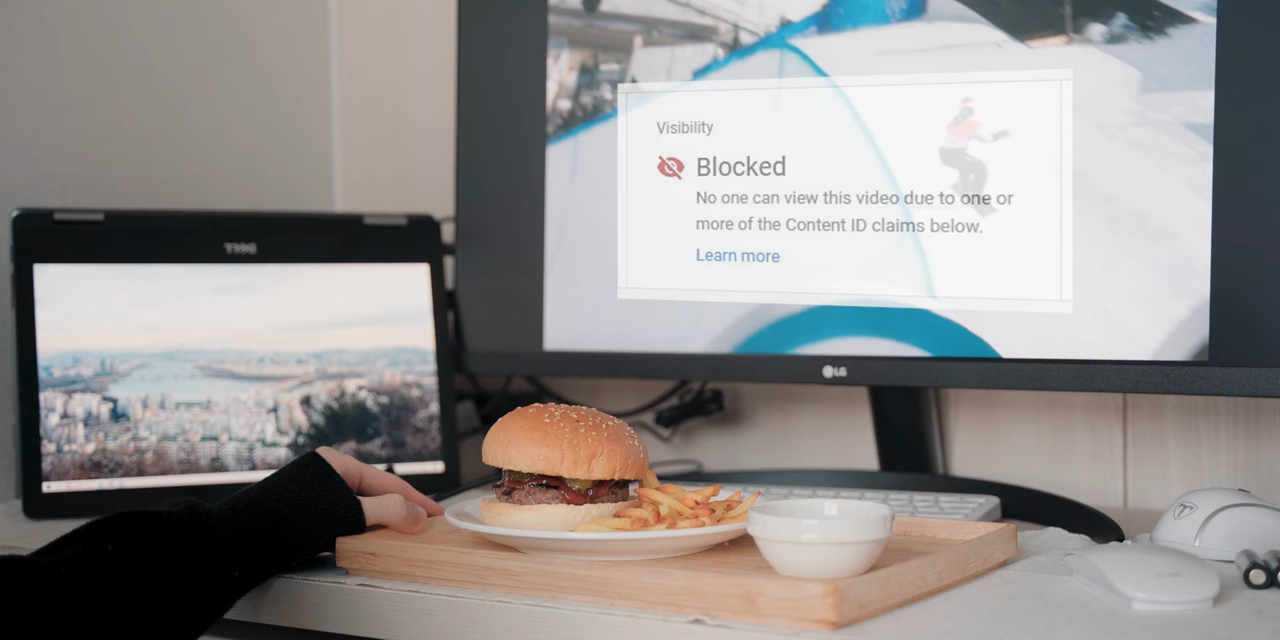 Visibility
Blocked
No one can view this video due to one or
more of the Content ID claims below.
Learn more
LG